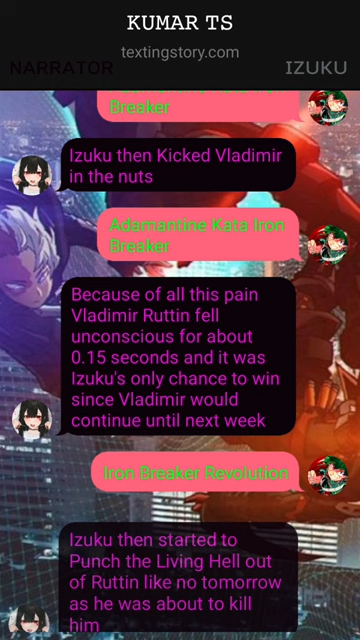 KUMAR TS
textingstory.com
NARRATOR
IZUKU
Breaker
Izuku then Kicked Vladimir
in the nuts
Adamantine Kata Iron
Breaker
Because of all this pain
Vladimir Ruttin fell
unconscious for about
0.15 seconds and it was
Izuku's only chance to win
since Vladimir would
continue until next week
Iron Breaker Revolution
Izuku then started to
Punch the Living Hell out
of Ruttin like no tomorrow
as he was about to kill
him